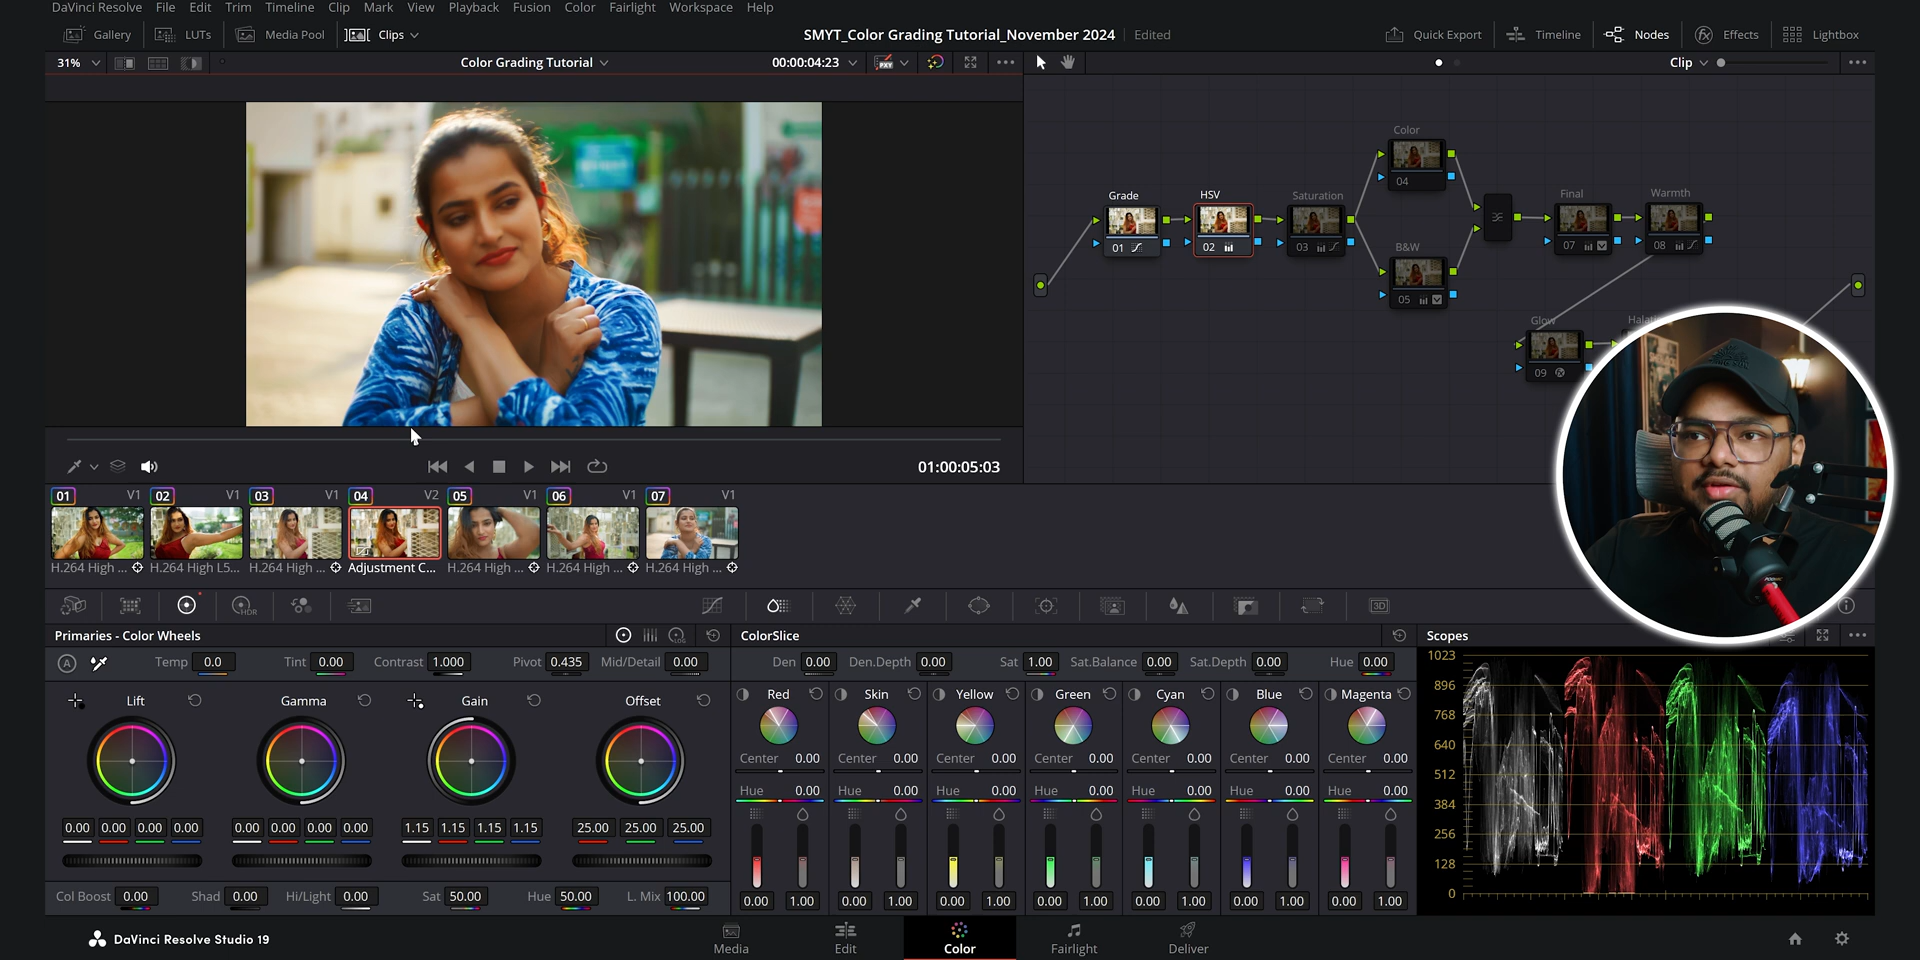 DaVinci Resolve File Edit Trim Timeline Clip Mark View Playback Fusion Color Fairlight Workspace Help
Gallery LUTs Media Pool Clips SMYT_Color Grading Tutorial_November 2024 Edited Quick Export Timeline Nodes Effects Lightbox
31% Color Grading Tutorial 00:00:04:23 Clip
Color
04
Grade HSV Saturation Final Warmth
01 02 03 07 08
B&W
05
Glow
09
01:00:05:03
01 V1 02 V1 03 V1 04 V2 05 V1 06 V1 07 V1
H.264 High ... H.264 High L5... H.264 High ... Adjustment C... H.264 High ... H.264 High ... H.264 High ...
HDR 3D
Primaries - Color Wheels LOG ColorSlice Scopes
A Temp 0.0 Tint 0.00 Contrast 1.000 Pivot 0.435 Mid/Detail 0.00 Den 0.00 Den.Depth 0.00 Sat 1.00 Sat.Balance 0.00 Sat.Depth 0.00 Hue 0.00
Lift Gamma Gain Offset Red Skin Yellow Green Cyan Blue Magenta
Center 0.00 Center 0.00 Center 0.00 Center 0.00 Center 0.00 Center 0.00 Center 0.00
Hue 0.00 Hue 0.00 Hue 0.00 Hue 0.00 Hue 0.00 Hue 0.00 Hue 0.00
0.00 0.00 0.00 0.00 0.00 0.00 0.00 0.00 1.15 1.15 1.15 1.15 25.00 25.00 25.00
Col Boost 0.00 Shad 0.00 Hi/Light 0.00 Sat 50.00 Hue 50.00 L. Mix 100.00 0.00 1.00 0.00 1.00 0.00 1.00 0.00 1.00 0.00 1.00 0.00 1.00 0.00 1.00
1023
896
768
640
512
384
256
128
0
DaVinci Resolve Studio 19 Media Edit Color Fairlight Deliver